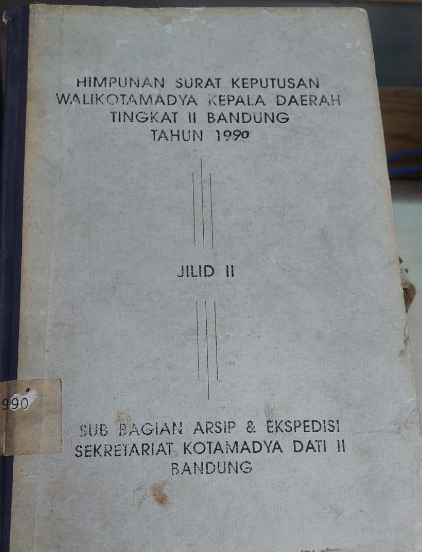 HIMPUNAN SURAT KEPUTUSAN
WALIKOTAMADYA KEPALA DAERAH
TINGKAT II BANDUNG
TAHUN 1990
JILID II
990
SUB BAGIAN ARSIP & EKSPEDISI
SEKRETARIAT KOTAMADYA DATI II
BANDUNG